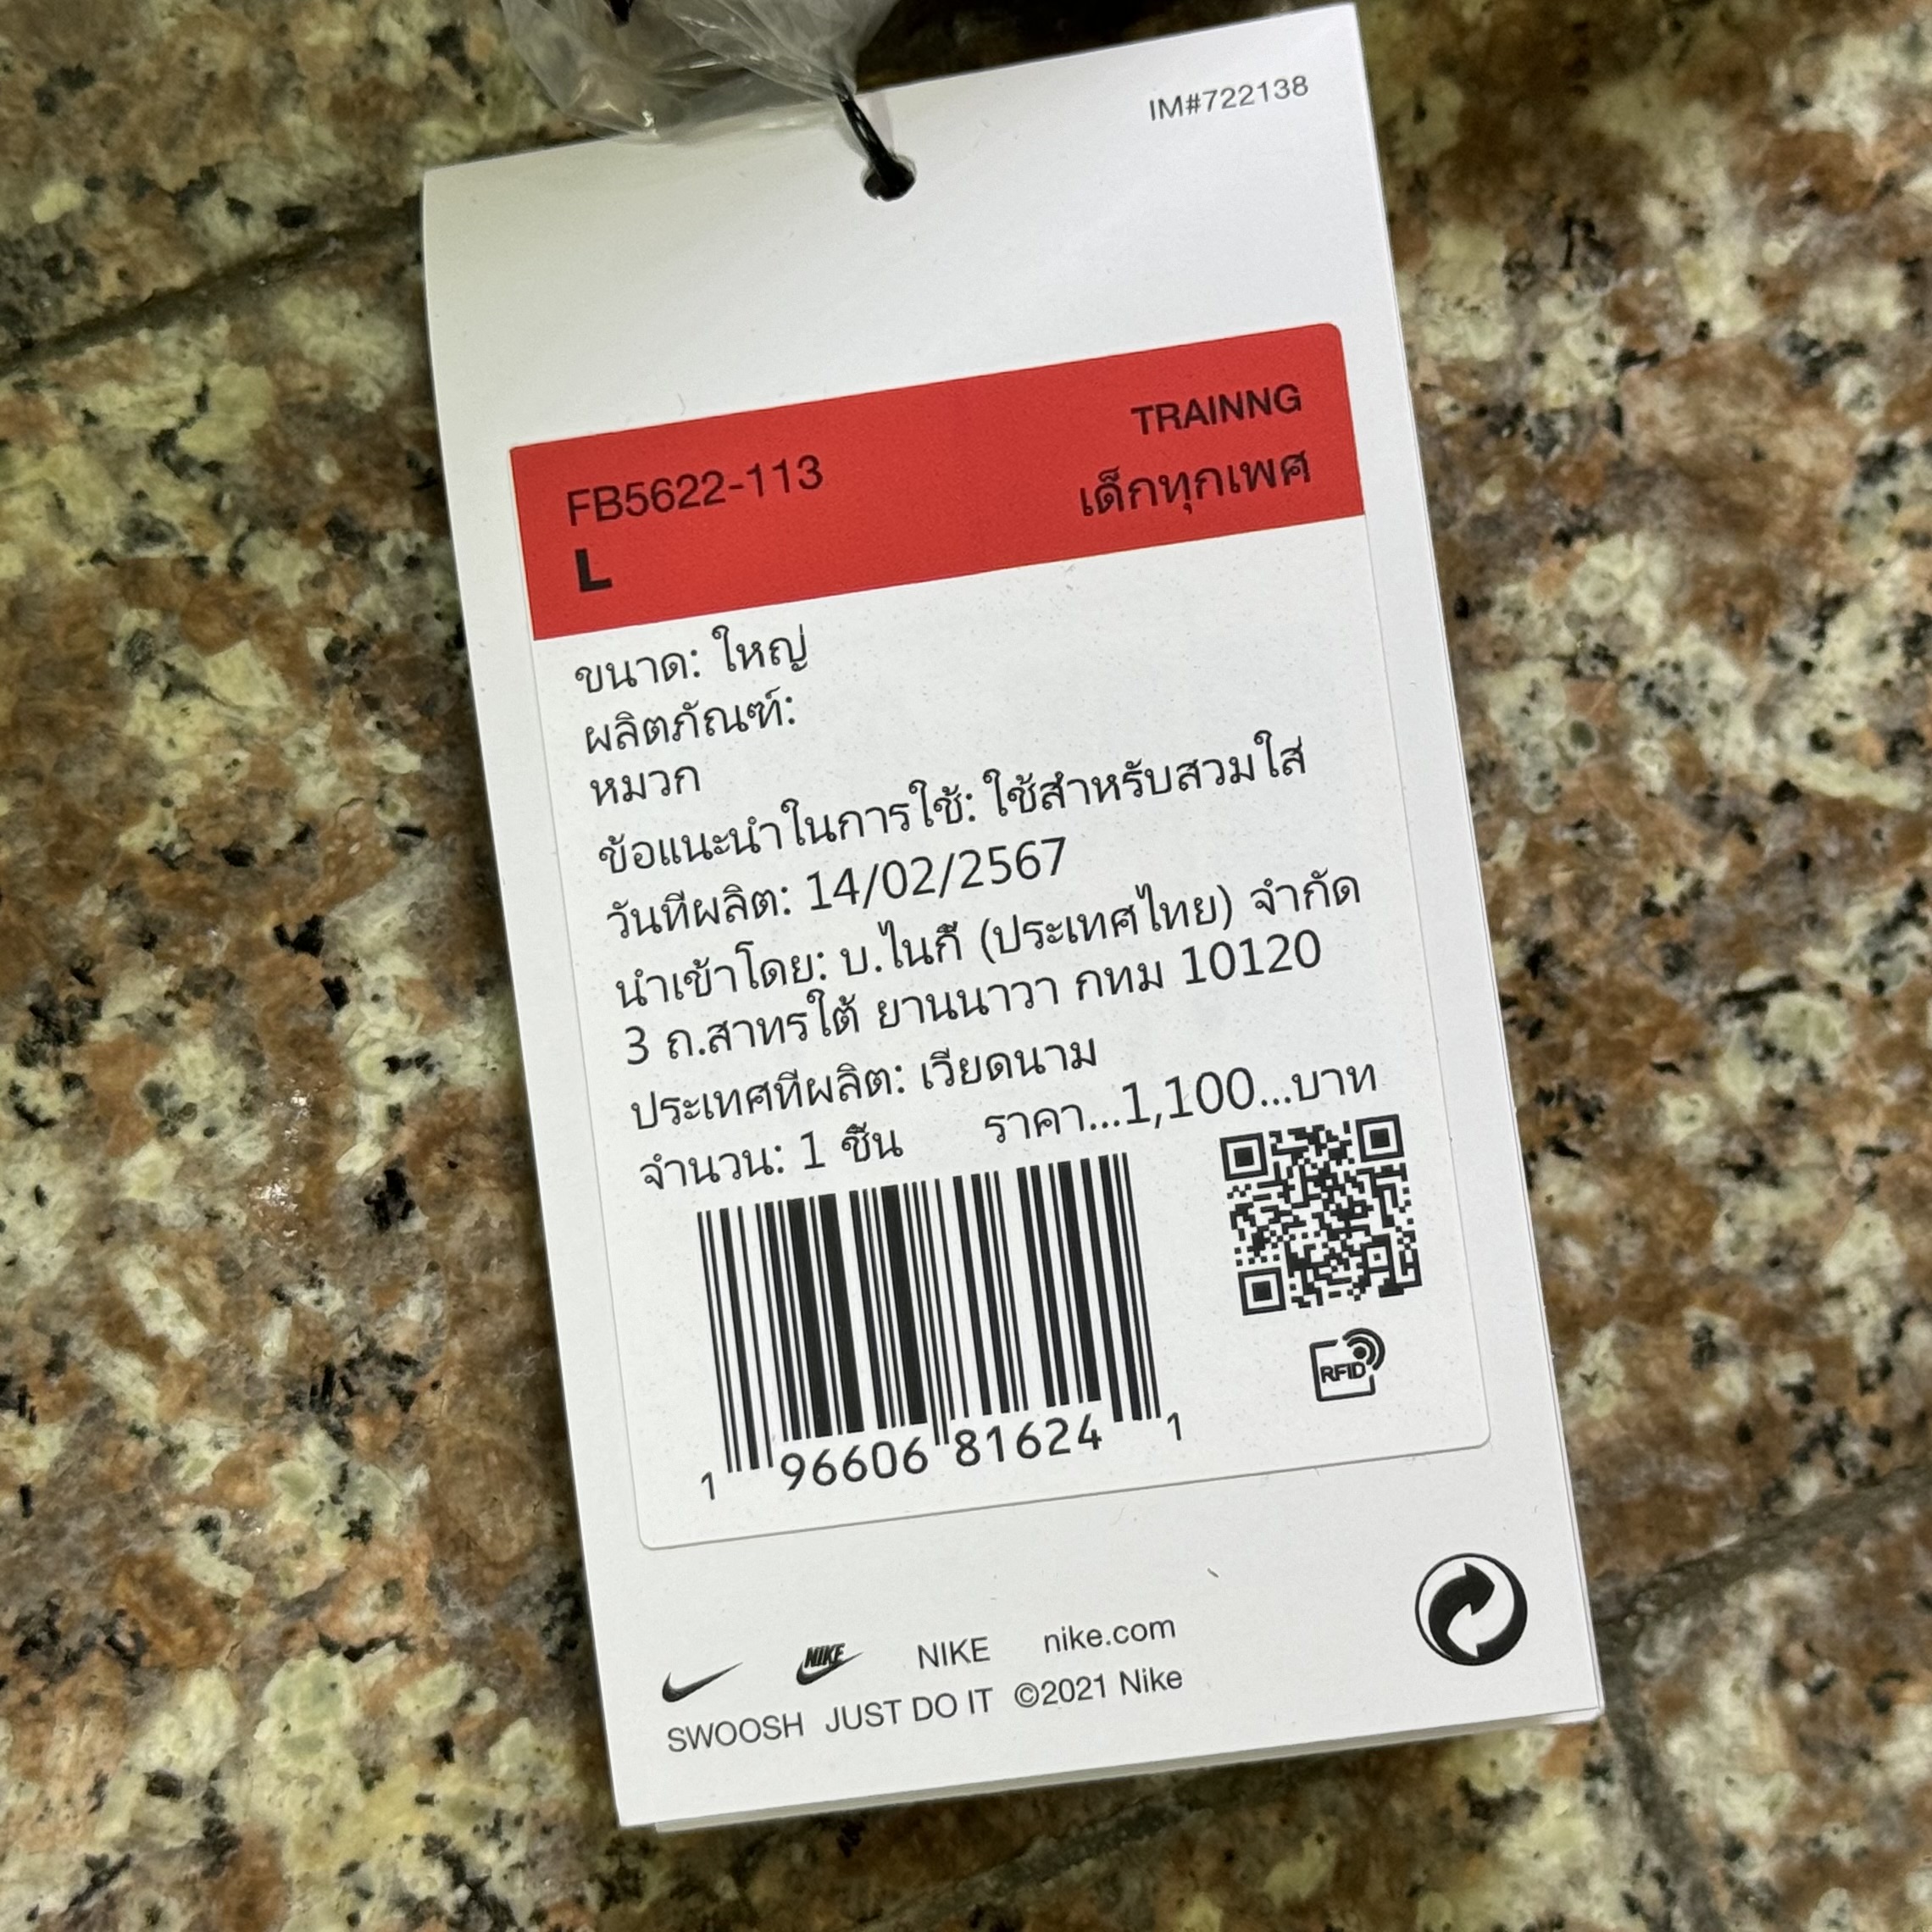 IM#722138
FB5622-113 TRAINNG
L เด็กทุกเพศ
ขนาด: ใหญ่
ผลิตภัณฑ์:
หมวก
ข้อแนะนำในการใช้: ใช้สำหรับสวมใส่
วันที่ผลิต: 14/02/2567
นำเข้าโดย: บ.ไนกี้ (ประเทศไทย) จำกัด
3 ถ.สาทรใต้ ยานนาวา กทม 10120
ประเทศที่ผลิต: เวียดนาม
จำนวน: 1 ชิ้น ราคา...1,100...บาท
1 96606 81624 1
RFID
NIKE NIKE nike.com
SWOOSH JUST DO IT ©2021 Nike